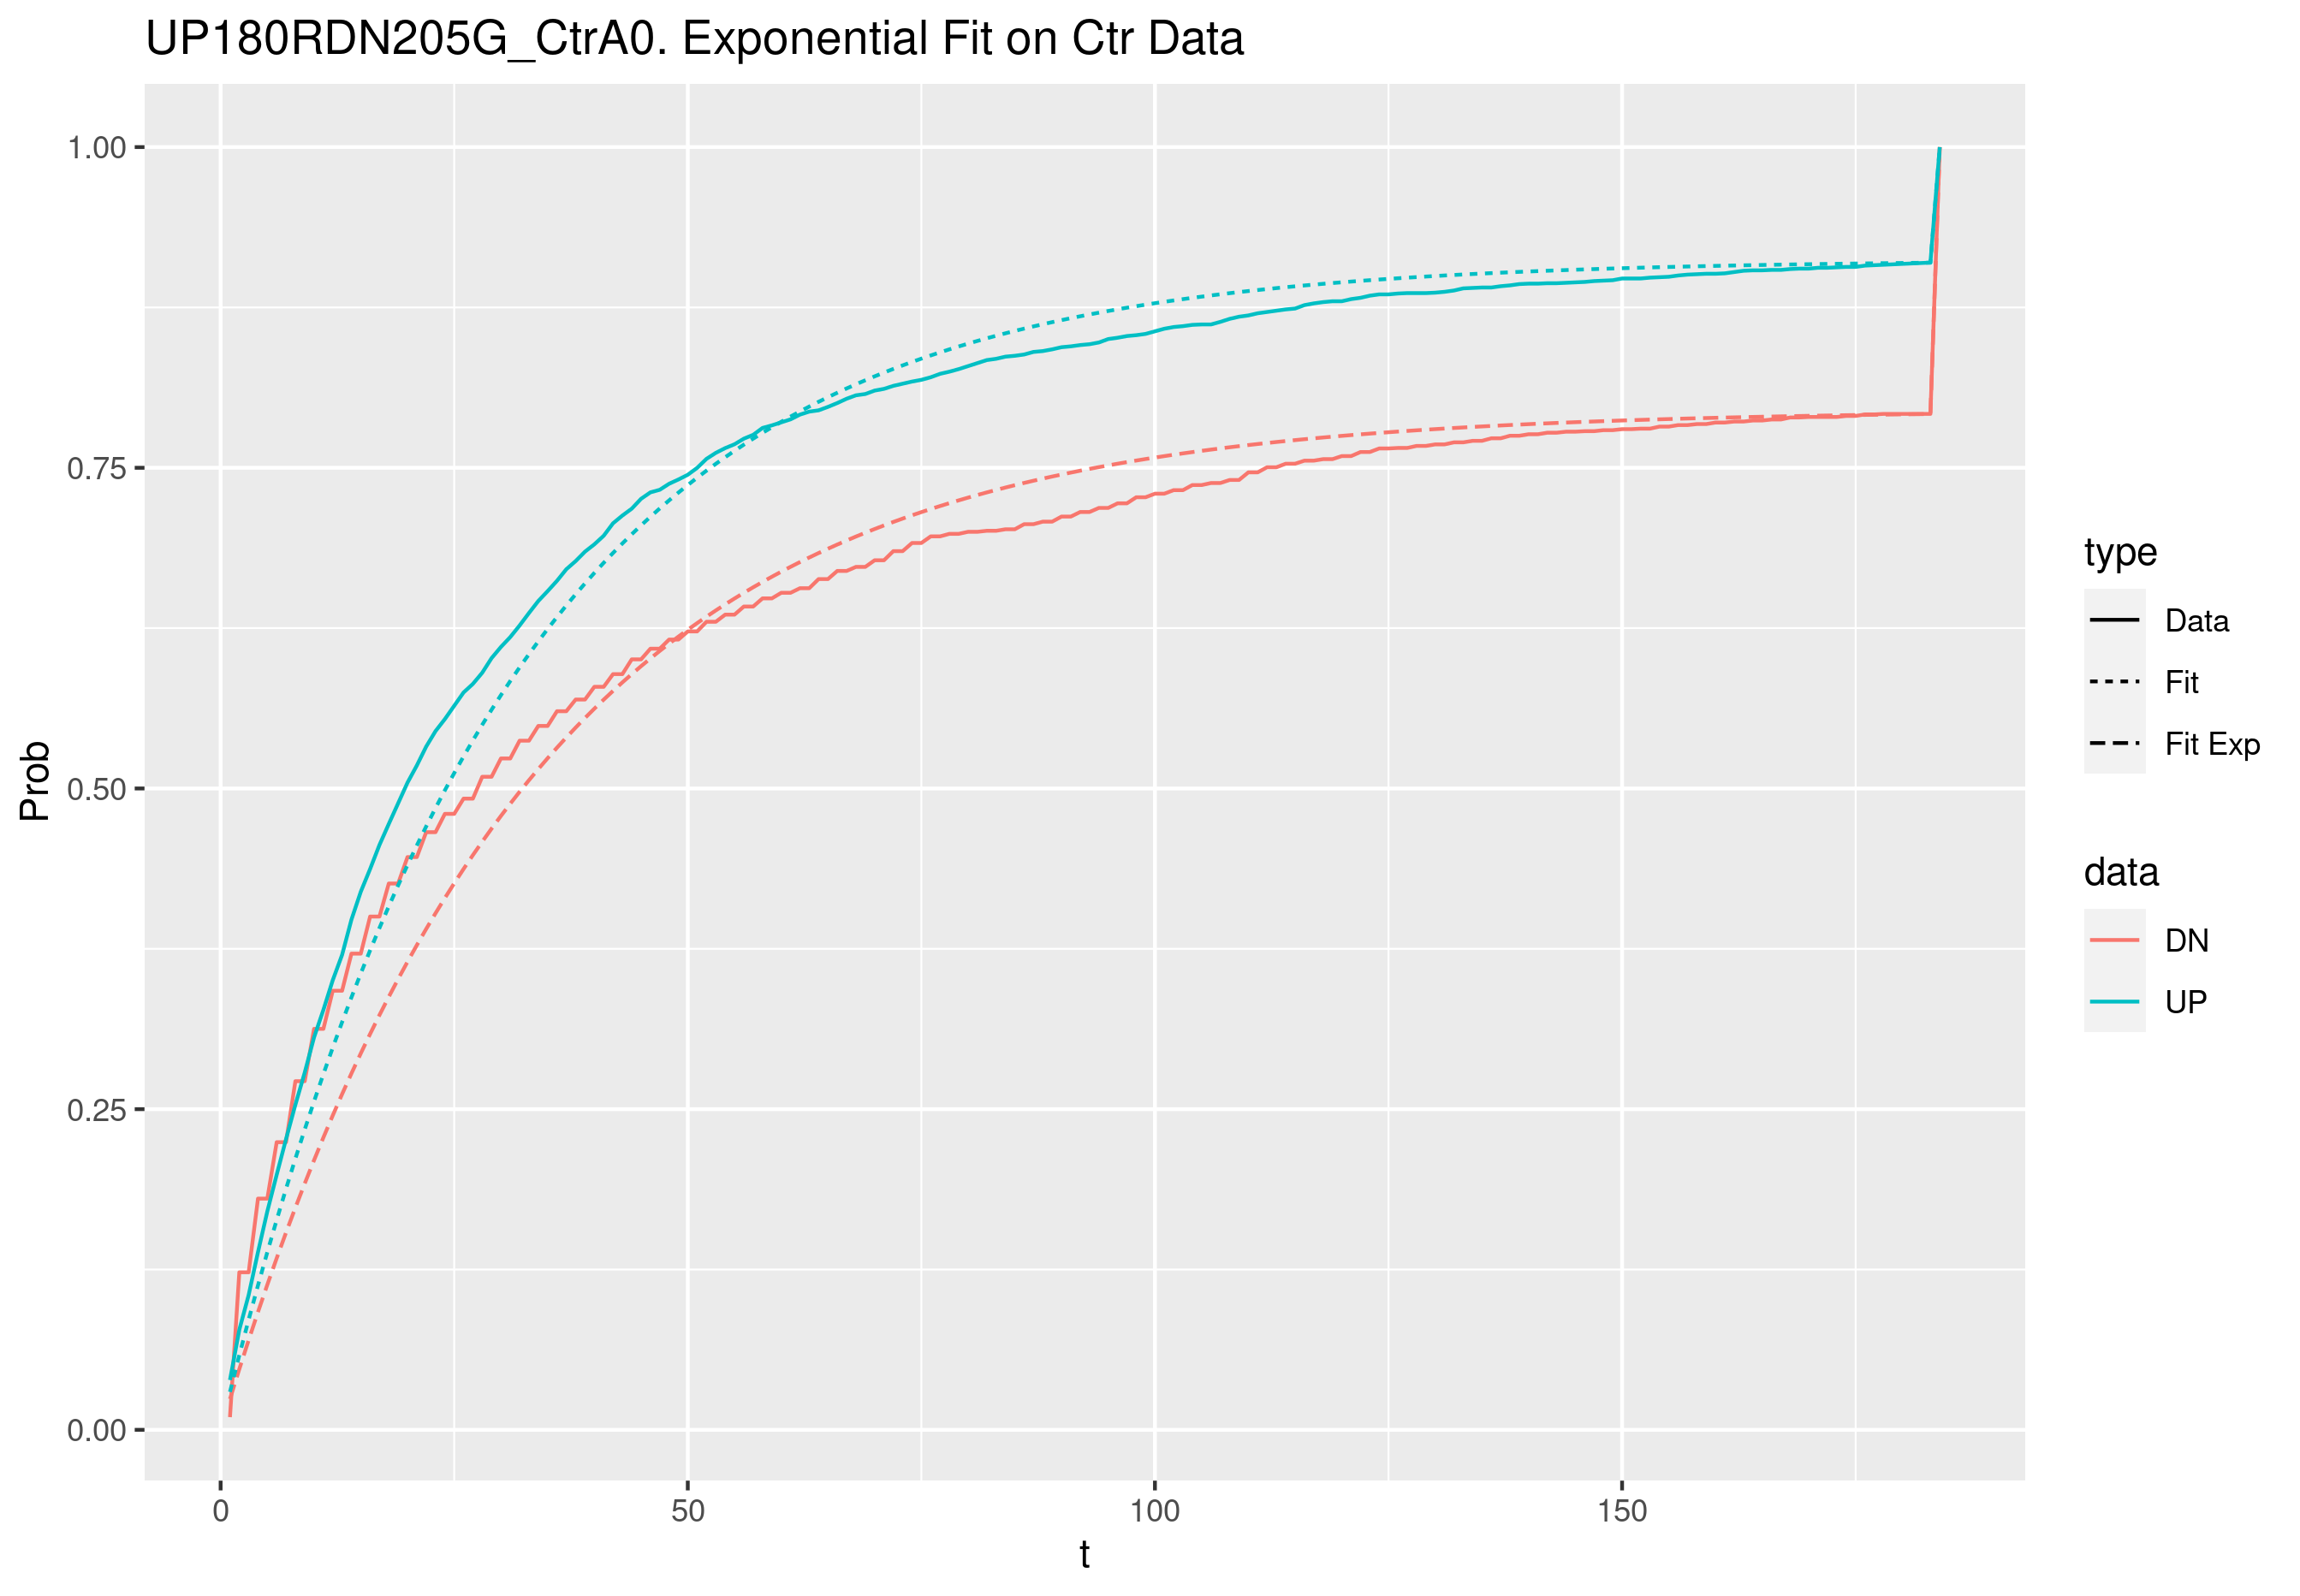 UP180RDN205G_CtrA0. Exponential Fit on Ctr Data
1.00
0.75
0.50
0.25
0.00
Prob
0
50
100
150
t
type
Data
Fit
Fit Exp
data
DN
UP